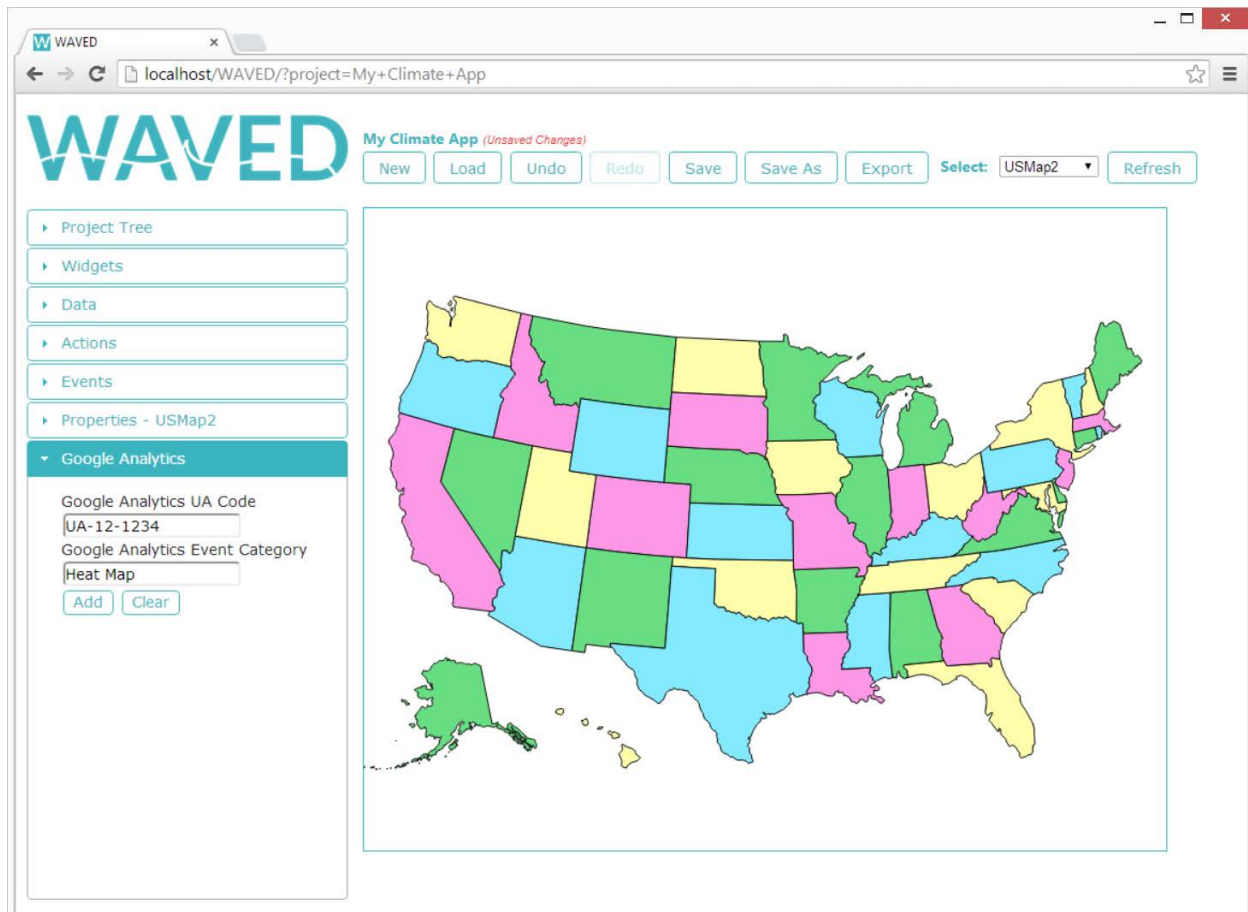 W WAVED
localhost/WAVED/?project=My+Climate+App
WAVED
My Climate App (Unsaved Changes)
New Load Undo Redo Save Save As Export Select: USMap2 Refresh
Project Tree
Widgets
Data
Actions
Events
Properties - USMap2
Google Analytics
Google Analytics UA Code
UA-12-1234
Google Analytics Event Category
Heat Map
Add Clear